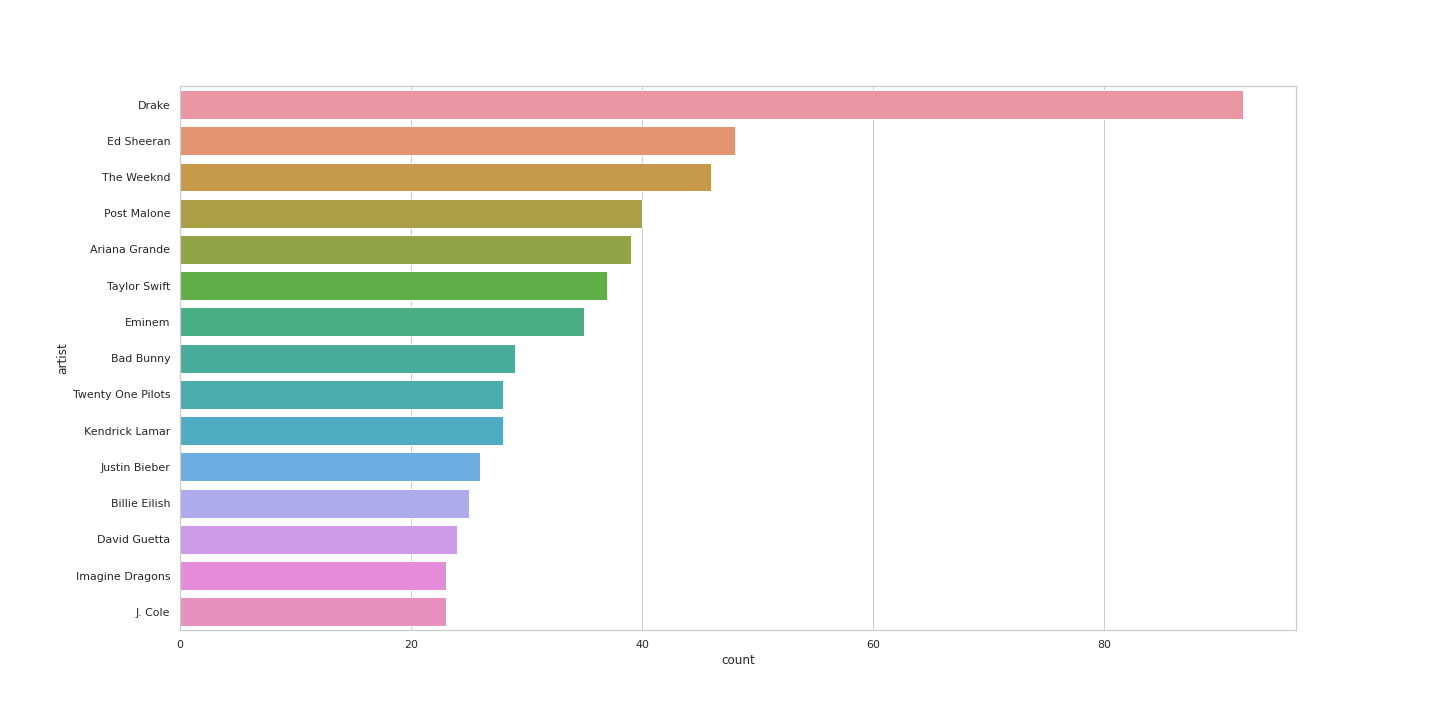 Drake
Ed Sheeran
The Weeknd
Post Malone
Ariana Grande
Taylor Swift
Eminem
Bad Bunny
Twenty One Pilots
Kendrick Lamar
Justin Bieber
Billie Eilish
David Guetta
Imagine Dragons
J. Cole
artist
0 20 40 60 80
count